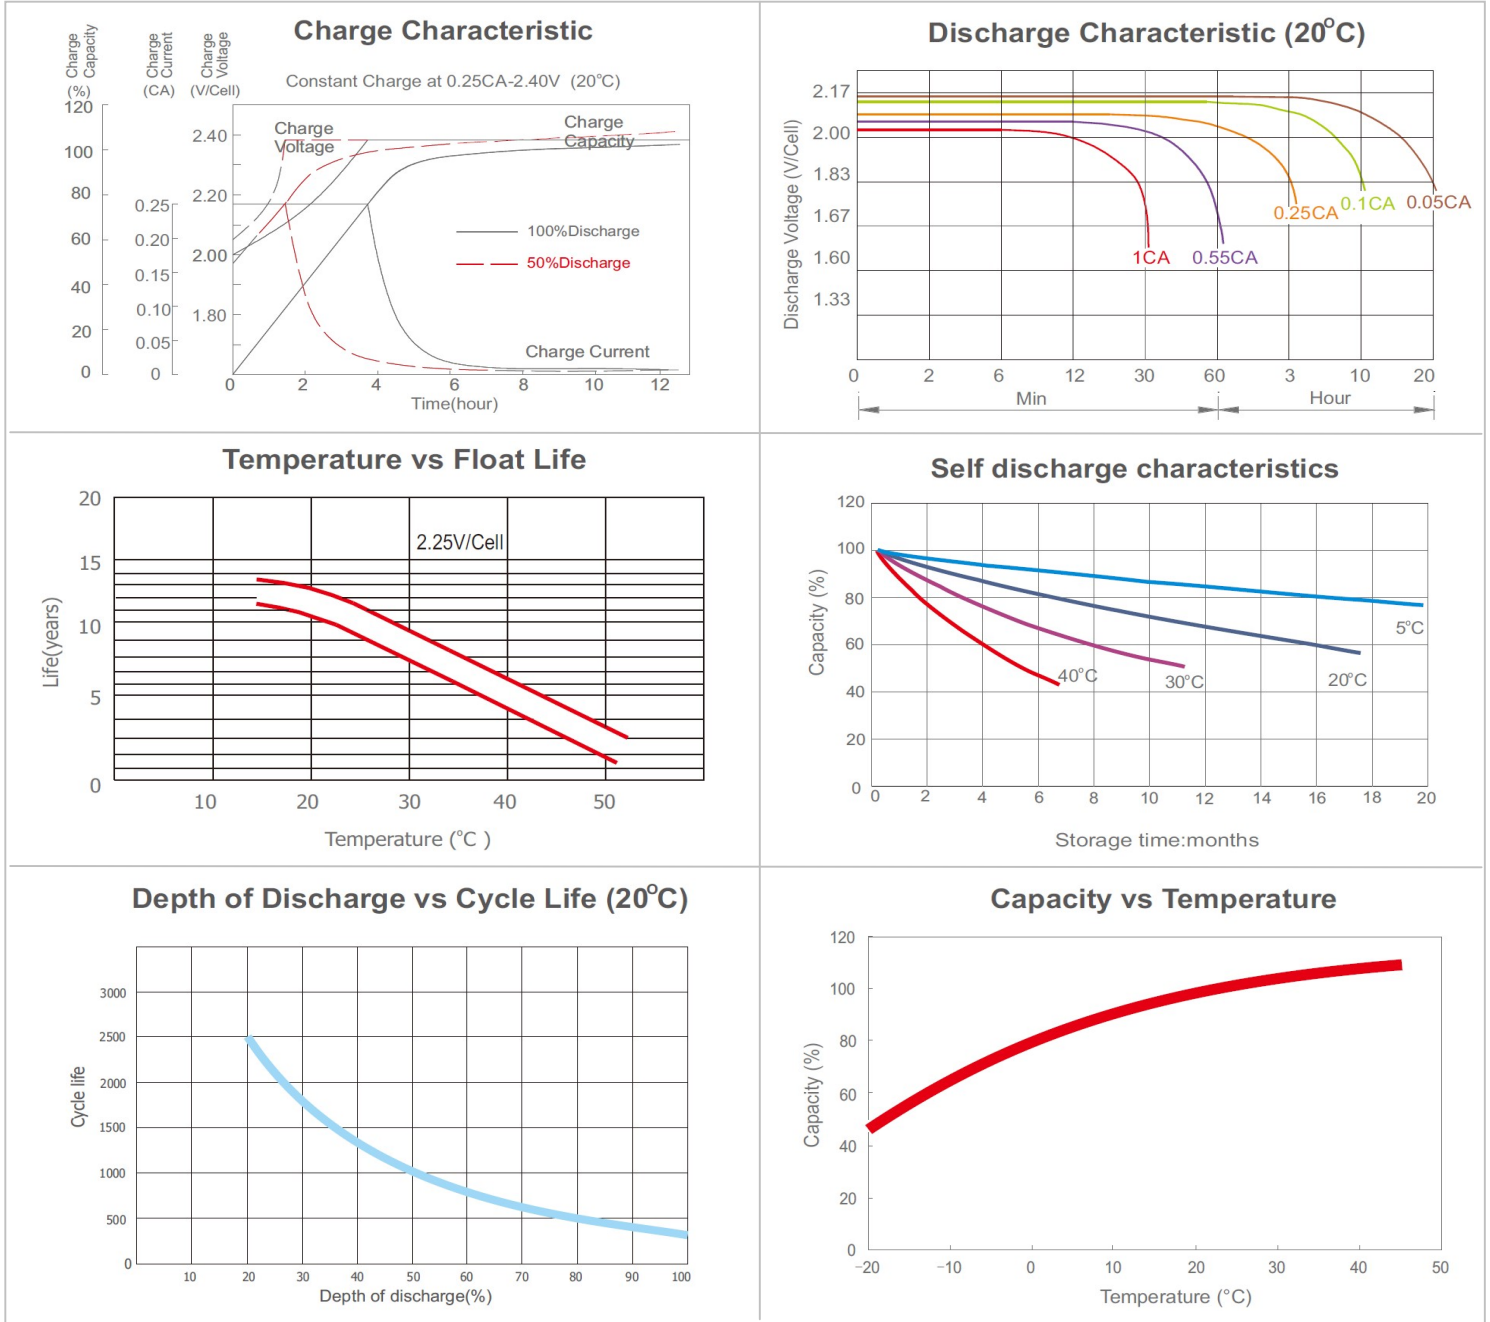 Charge Characteristic
Charge
Capacity
(%)
Charge
Current
(CA)
Charge
Voltage
(V/Cell)
Constant Charge at 0.25CA-2.40V (20°C)
120
100
80
60
40
20
0
0.25
0.20
0.15
0.10
0.05
0
2.40
2.20
2.00
1.80
Charge
Voltage
Charge
Capacity
100%Discharge
50%Discharge
Charge Current
0 2 4 6 8 10 12
Time(hour)
Discharge Characteristic (20°C)
Discharge Voltage (V/Cell)
2.17
2.00
1.83
1.67
1.60
1.33
1CA
0.55CA
0.25CA
0.1CA
0.05CA
0 2 6 12 30 60 3 10 20
Min Hour
Temperature vs Float Life
Life(years)
20
15
10
5
0
2.25V/Cell
10 20 30 40 50
Temperature (°C )
Self discharge characteristics
Capacity (%)
120
100
80
60
40
20
0
5°C
20°C
30°C
40°C
0 2 4 6 8 10 12 14 16 18 20
Storage time:months
Depth of Discharge vs Cycle Life (20°C)
Cycle life
3000
2500
2000
1500
1000
500
0
10 20 30 40 50 60 70 80 90 100
Depth of discharge(%)
Capacity vs Temperature
Capacity (%)
120
100
80
60
40
20
0
−20 −10 0 10 20 30 40 50
Temperature (°C)